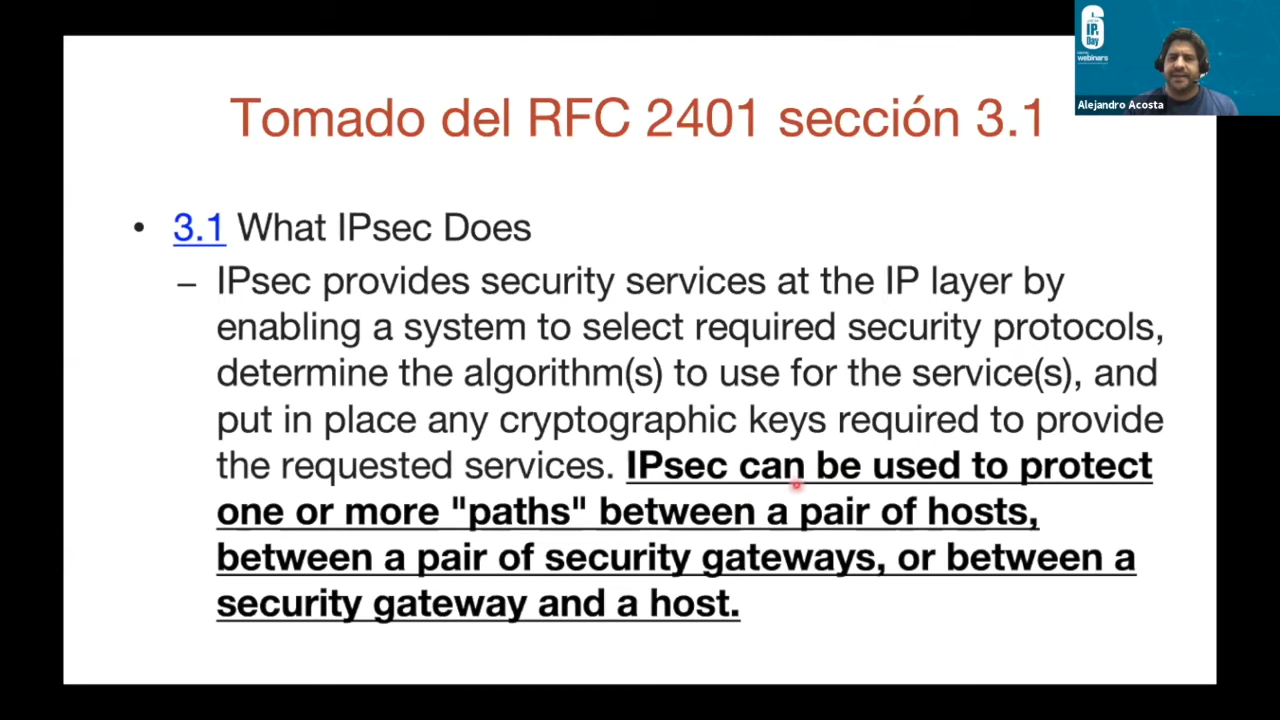 Tomado del RFC 2401 sección 3.1
• 3.1 What IPsec Does
– IPsec provides security services at the IP layer by
enabling a system to select required security protocols,
determine the algorithm(s) to use for the service(s), and
put in place any cryptographic keys required to provide
the requested services. IPsec can be used to protect
one or more "paths" between a pair of hosts,
between a pair of security gateways, or between a
security gateway and a host.
6
IPv6
Day
webinars
Alejandro Acosta